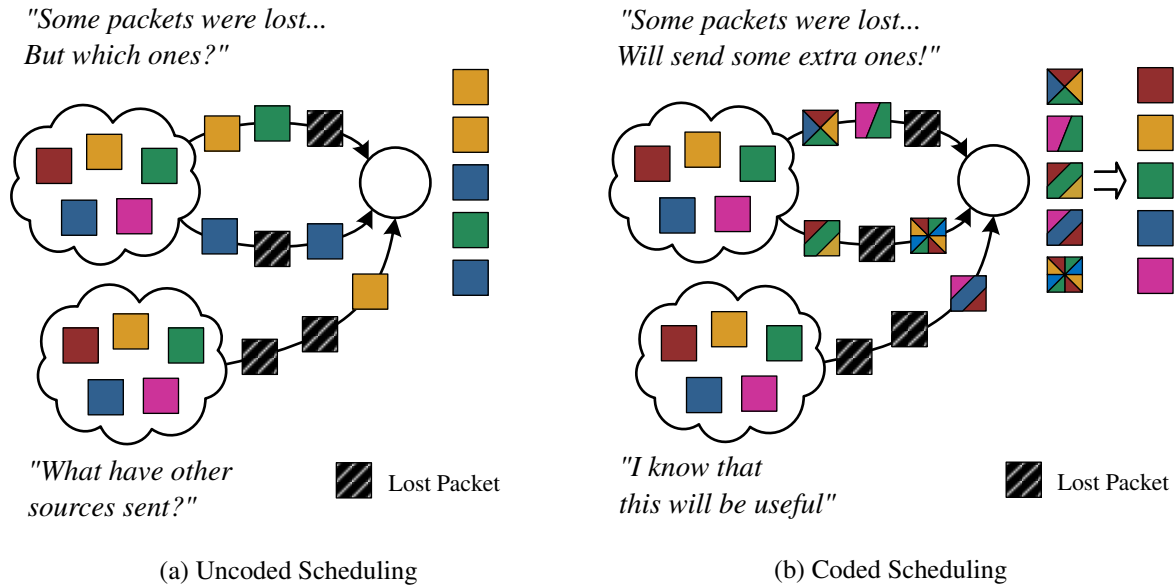 "Some packets were lost...
But which ones?"
"What have other
sources sent?"
Lost Packet
(a) Uncoded Scheduling
"Some packets were lost...
Will send some extra ones!"
"I know that
this will be useful"
Lost Packet
(b) Coded Scheduling